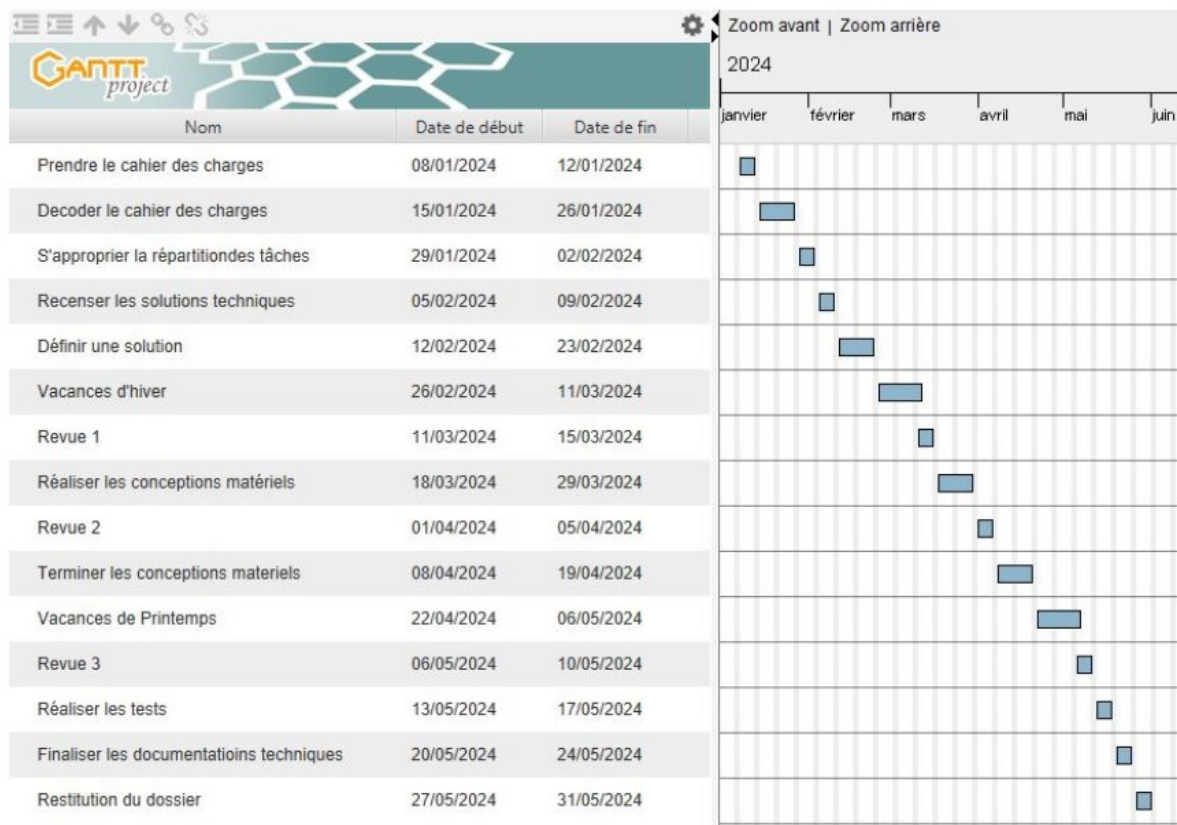 Zoom avant | Zoom arrière
GANTT project
2024
Nom Date de début Date de fin janvier février mars avril mai juin
Prendre le cahier des charges 08/01/2024 12/01/2024
Decoder le cahier des charges 15/01/2024 26/01/2024
S'approprier la répartitiondes tâches 29/01/2024 02/02/2024
Recenser les solutions techniques 05/02/2024 09/02/2024
Définir une solution 12/02/2024 23/02/2024
Vacances d'hiver 26/02/2024 11/03/2024
Revue 1 11/03/2024 15/03/2024
Réaliser les conceptions matériels 18/03/2024 29/03/2024
Revue 2 01/04/2024 05/04/2024
Terminer les conceptions materiels 08/04/2024 19/04/2024
Vacances de Printemps 22/04/2024 06/05/2024
Revue 3 06/05/2024 10/05/2024
Réaliser les tests 13/05/2024 17/05/2024
Finaliser les documentatioins techniques 20/05/2024 24/05/2024
Restitution du dossier 27/05/2024 31/05/2024